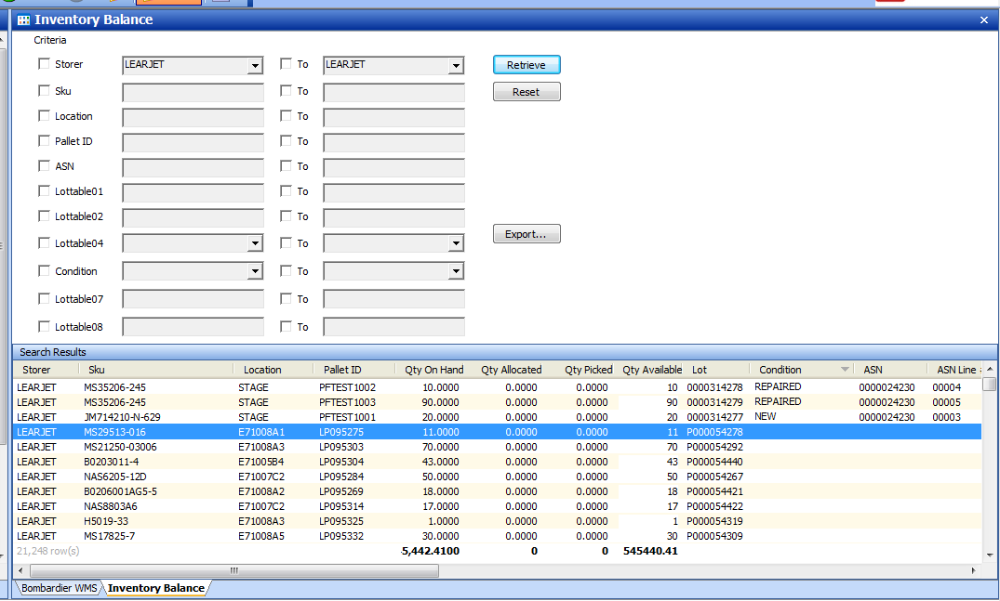 Inventory Balance
Criteria
Storer LEARJET To LEARJET Retrieve
Sku To Reset
Location To
Pallet ID To
ASN To
Lottable01 To
Lottable02 To
Export...
Lottable04 To
Condition To
Lottable07 To
Lottable08 To
Search Results
Storer Sku Location Pallet ID Qty On Hand Qty Allocated Qty Picked Qty Available Lot Condition ASN ASN Line
LEARJET MS35206-245 STAGE PFTEST1002 10.0000 0.0000 0.0000 10 0000314278 REPAIRED 0000024230 00004
LEARJET MS35206-245 STAGE PFTEST1003 90.0000 0.0000 0.0000 90 0000314279 REPAIRED 0000024230 00005
LEARJET JM714210-N-629 STAGE PFTEST1001 20.0000 0.0000 0.0000 20 0000314277 NEW 0000024230 00003
LEARJET MS29513-016 E71008A1 LP095275 11.0000 0.0000 0.0000 11 P000054278
LEARJET MS21250-03006 E71008A3 LP095303 70.0000 0.0000 0.0000 70 P000054292
LEARJET B0203011-4 E71005B4 LP095304 43.0000 0.0000 0.0000 43 P000054440
LEARJET NAS6205-12D E71007C2 LP095284 50.0000 0.0000 0.0000 50 P000054267
LEARJET B0206001AG5-5 E71008A2 LP095269 18.0000 0.0000 0.0000 18 P000054421
LEARJET NAS8803A6 E71007C2 LP095314 17.0000 0.0000 0.0000 17 P000054422
LEARJET H5019-33 E71008A3 LP095325 1.0000 0.0000 0.0000 1 P000054319
LEARJET MS17825-7 E71008A5 LP095332 30.0000 0.0000 0.0000 30 P000054309
21,248 row(s) 5,442.4100 0 0 545440.41
Bombardier WMS Inventory Balance